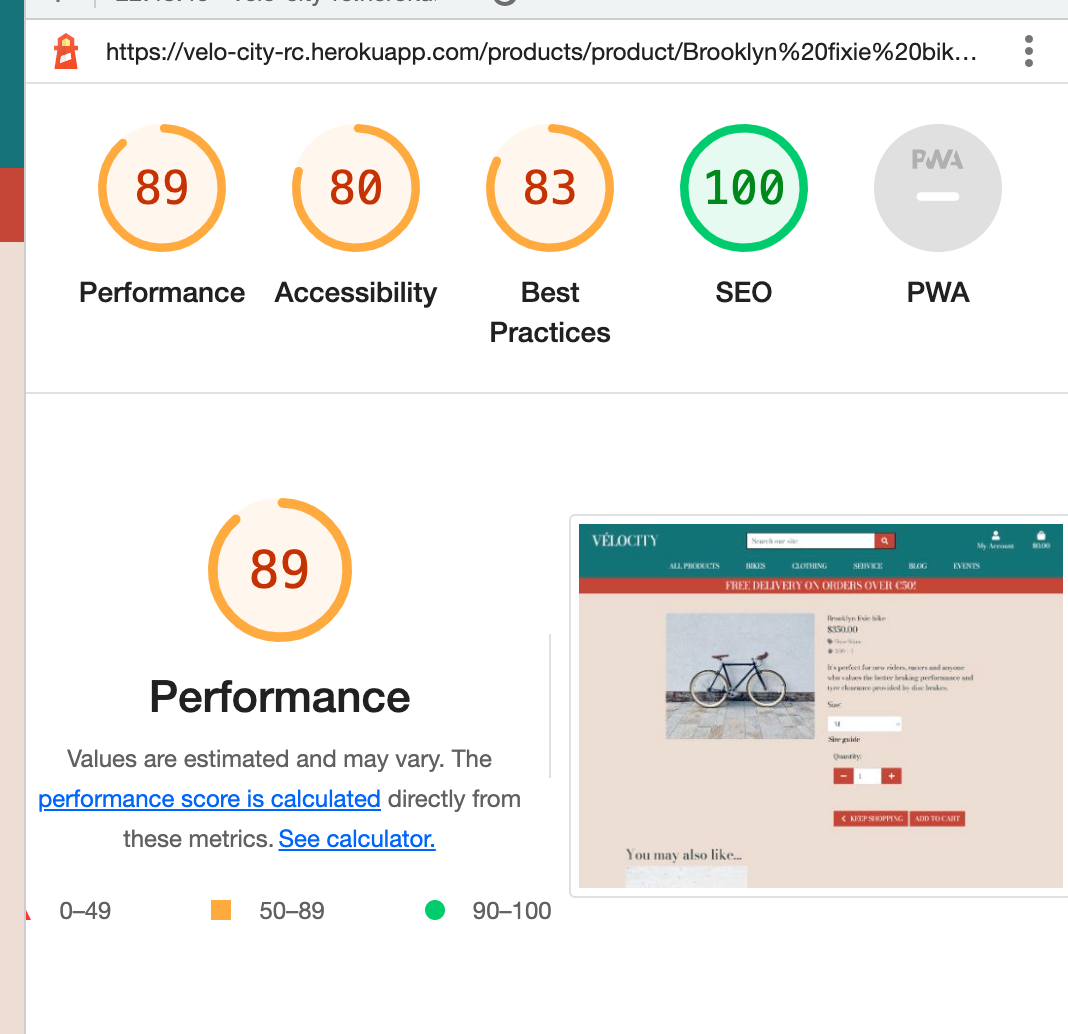 https://velo-city-rc.herokuapp.com/products/product/Brooklyn%20fixie%20bik…
89
80
83
100
PWA
Performance
Accessibility
Best
Practices
SEO
PWA
89
Performance
Values are estimated and may vary. The
performance score is calculated directly from
these metrics. See calculator.
0–49
50–89
90–100
VÉLOCITY
Search our site
My Account
$0.00
ALL PRODUCTS
BIKES
CLOTHING
SERVICE
BLOG
EVENTS
FREE DELIVERY ON ORDERS OVER €50!
Brooklyn fixie bike
$350.00
It's perfect for new riders, racers and anyone
who values the better braking performance and
tyre clearance provided by disc brakes.
Size:
M
Size guide
Quantity:
1
KEEP SHOPPING
ADD TO CART
You may also like...